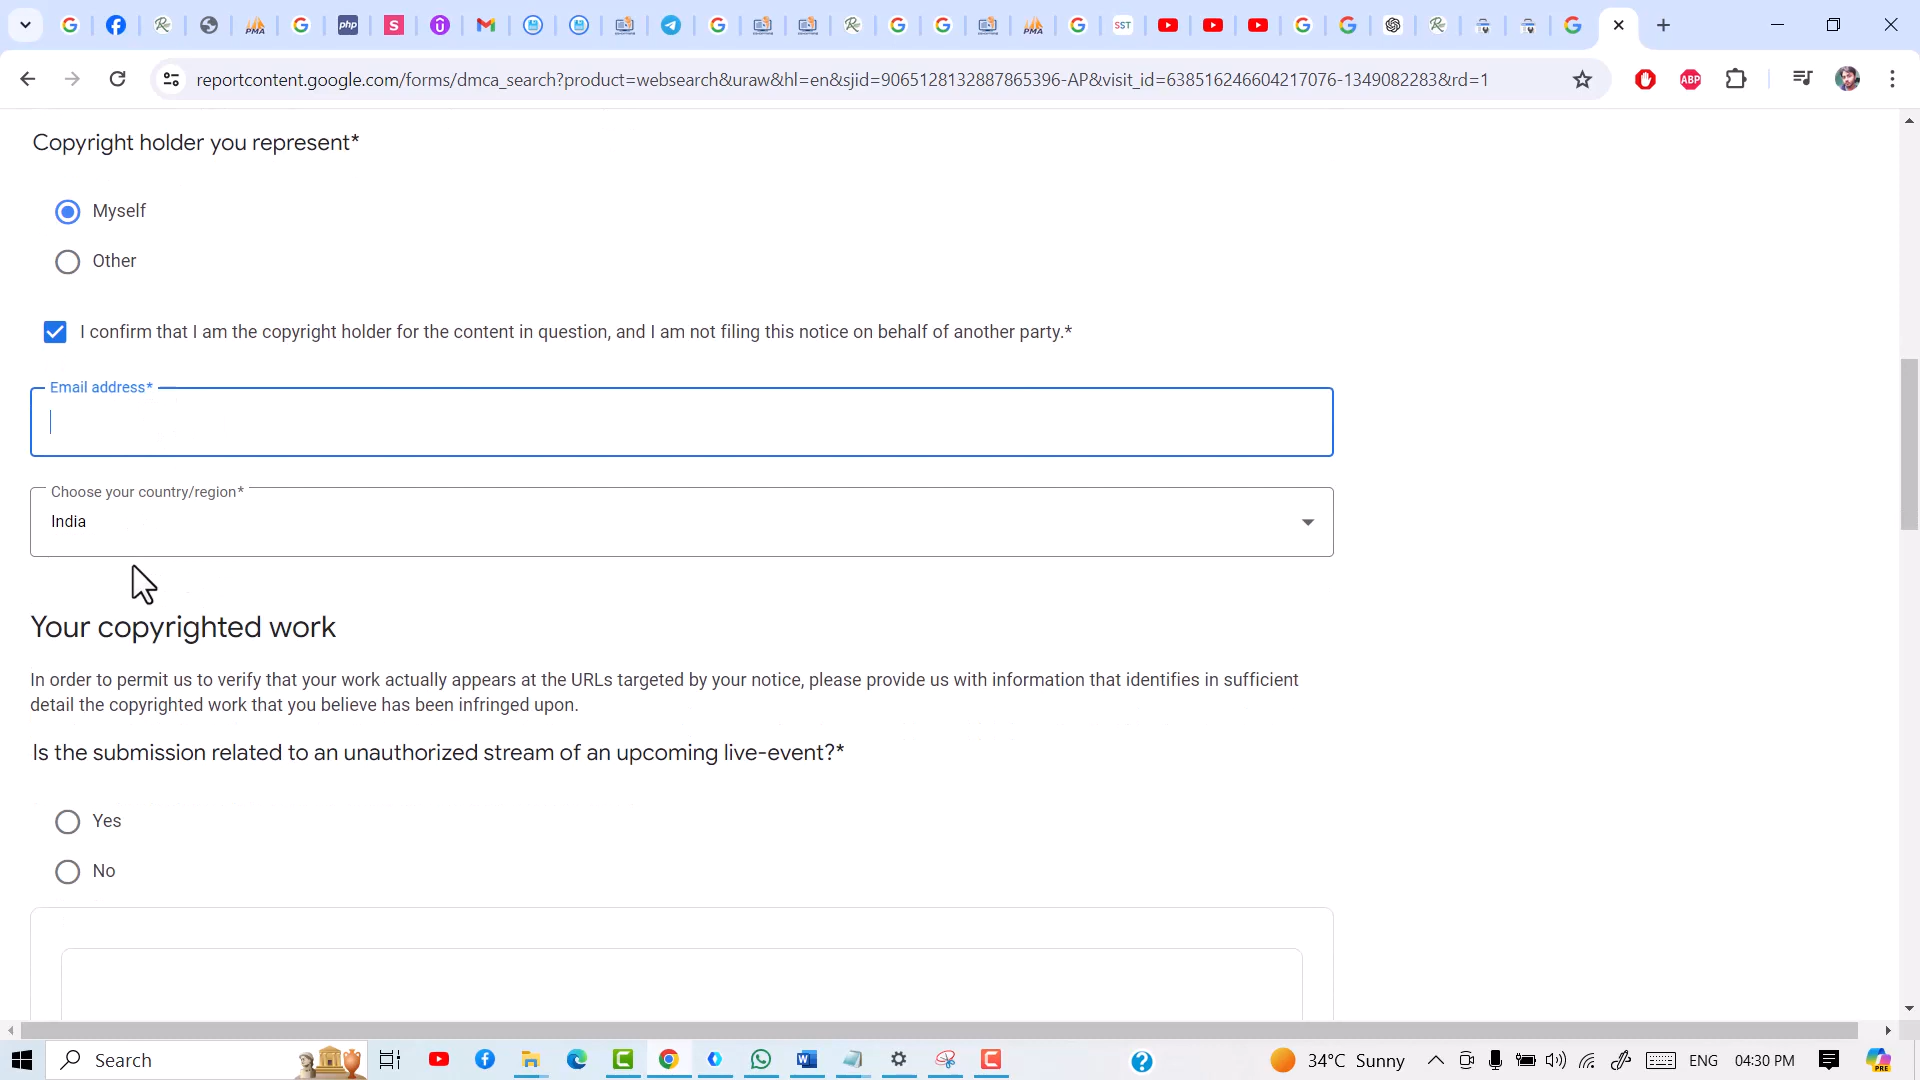 PMA
php
S
SST
PMA
reportcontent.google.com/forms/dmca_search?product=websearch&uraw&hl=en&sjid=9065128132887865396-AP&visit_id=638516246604217076-1349082283&rd=1
ABP
Copyright holder you represent*
Myself
Other
I confirm that I am the copyright holder for the content in question, and I am not filing this notice on behalf of another party.*
Email address*
Choose your country/region*
India
Your copyrighted work
In order to permit us to verify that your work actually appears at the URLs targeted by your notice, please provide us with information that identifies in sufficient
detail the copyrighted work that you believe has been infringed upon.
Is the submission related to an unauthorized stream of an upcoming live-event?*
Yes
No
Search
34°C Sunny
ENG
04:30 PM
PRE